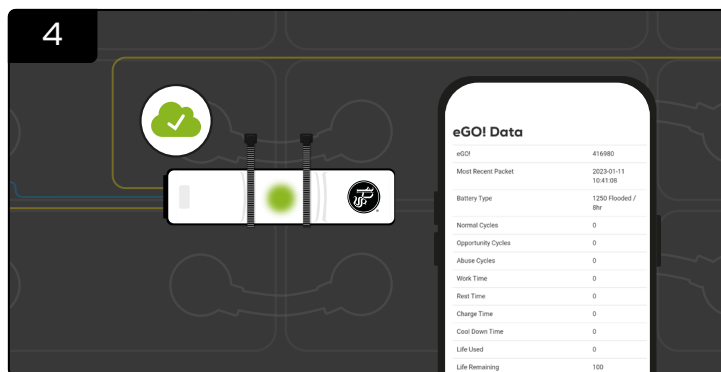 4
eGO! Data
eGO! 416980
Most Recent Packet 2023-01-11
10:41:08
Battery Type 1250 Flooded /
8hr
Normal Cycles 0
Opportunity Cycles 0
Abuse Cycles 0
Work Time 0
Rest Time 0
Charge Time 0
Cool Down Time 0
Life Used 0
Life Remaining 100